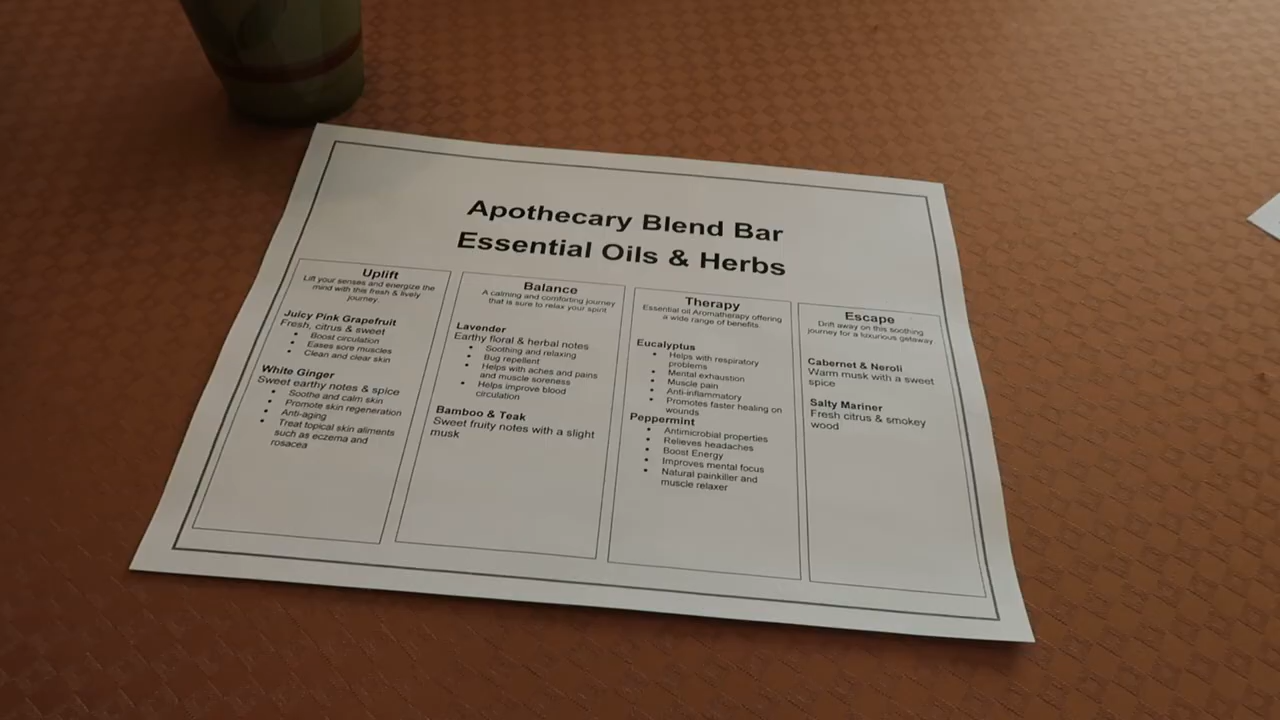 Apothecary Blend Bar
Essential Oils & Herbs
Uplift
Lift your senses and energize the
mind with this fresh & lively
journey.
Juicy Pink Grapefruit
Fresh, citrus & sweet
• Boost circulation
• Eases sore muscles
• Clean and clear skin
White Ginger
Sweet earthy notes & spice
• Soothe and calm skin
• Promote skin regeneration
• Anti-aging
• Treat topical skin aliments
such as eczema and
rosacea
Balance
A calming and comforting journey
that is sure to relax your spirit
Lavender
Earthy floral & herbal notes
• Soothing and relaxing
• Bug repellent
• Helps with aches and pains
and muscle soreness
• Helps improve blood
circulation
Bamboo & Teak
Sweet fruity notes with a slight
musk
Therapy
Essential oil Aromatherapy offering
a wide range of benefits
Eucalyptus
• Helps with respiratory
problems
• Mental exhaustion
• Muscle pain
• Anti-inflammatory
• Promotes faster healing on
wounds
Peppermint
• Antimicrobial properties
• Relieves headaches
• Boost Energy
• Improves mental focus
• Natural painkiller and
muscle relaxer
Escape
Drift away on this soothing
journey for a luxurious getaway
Cabernet & Neroli
Warm musk with a sweet
spice
Salty Mariner
Fresh citrus & smokey
wood